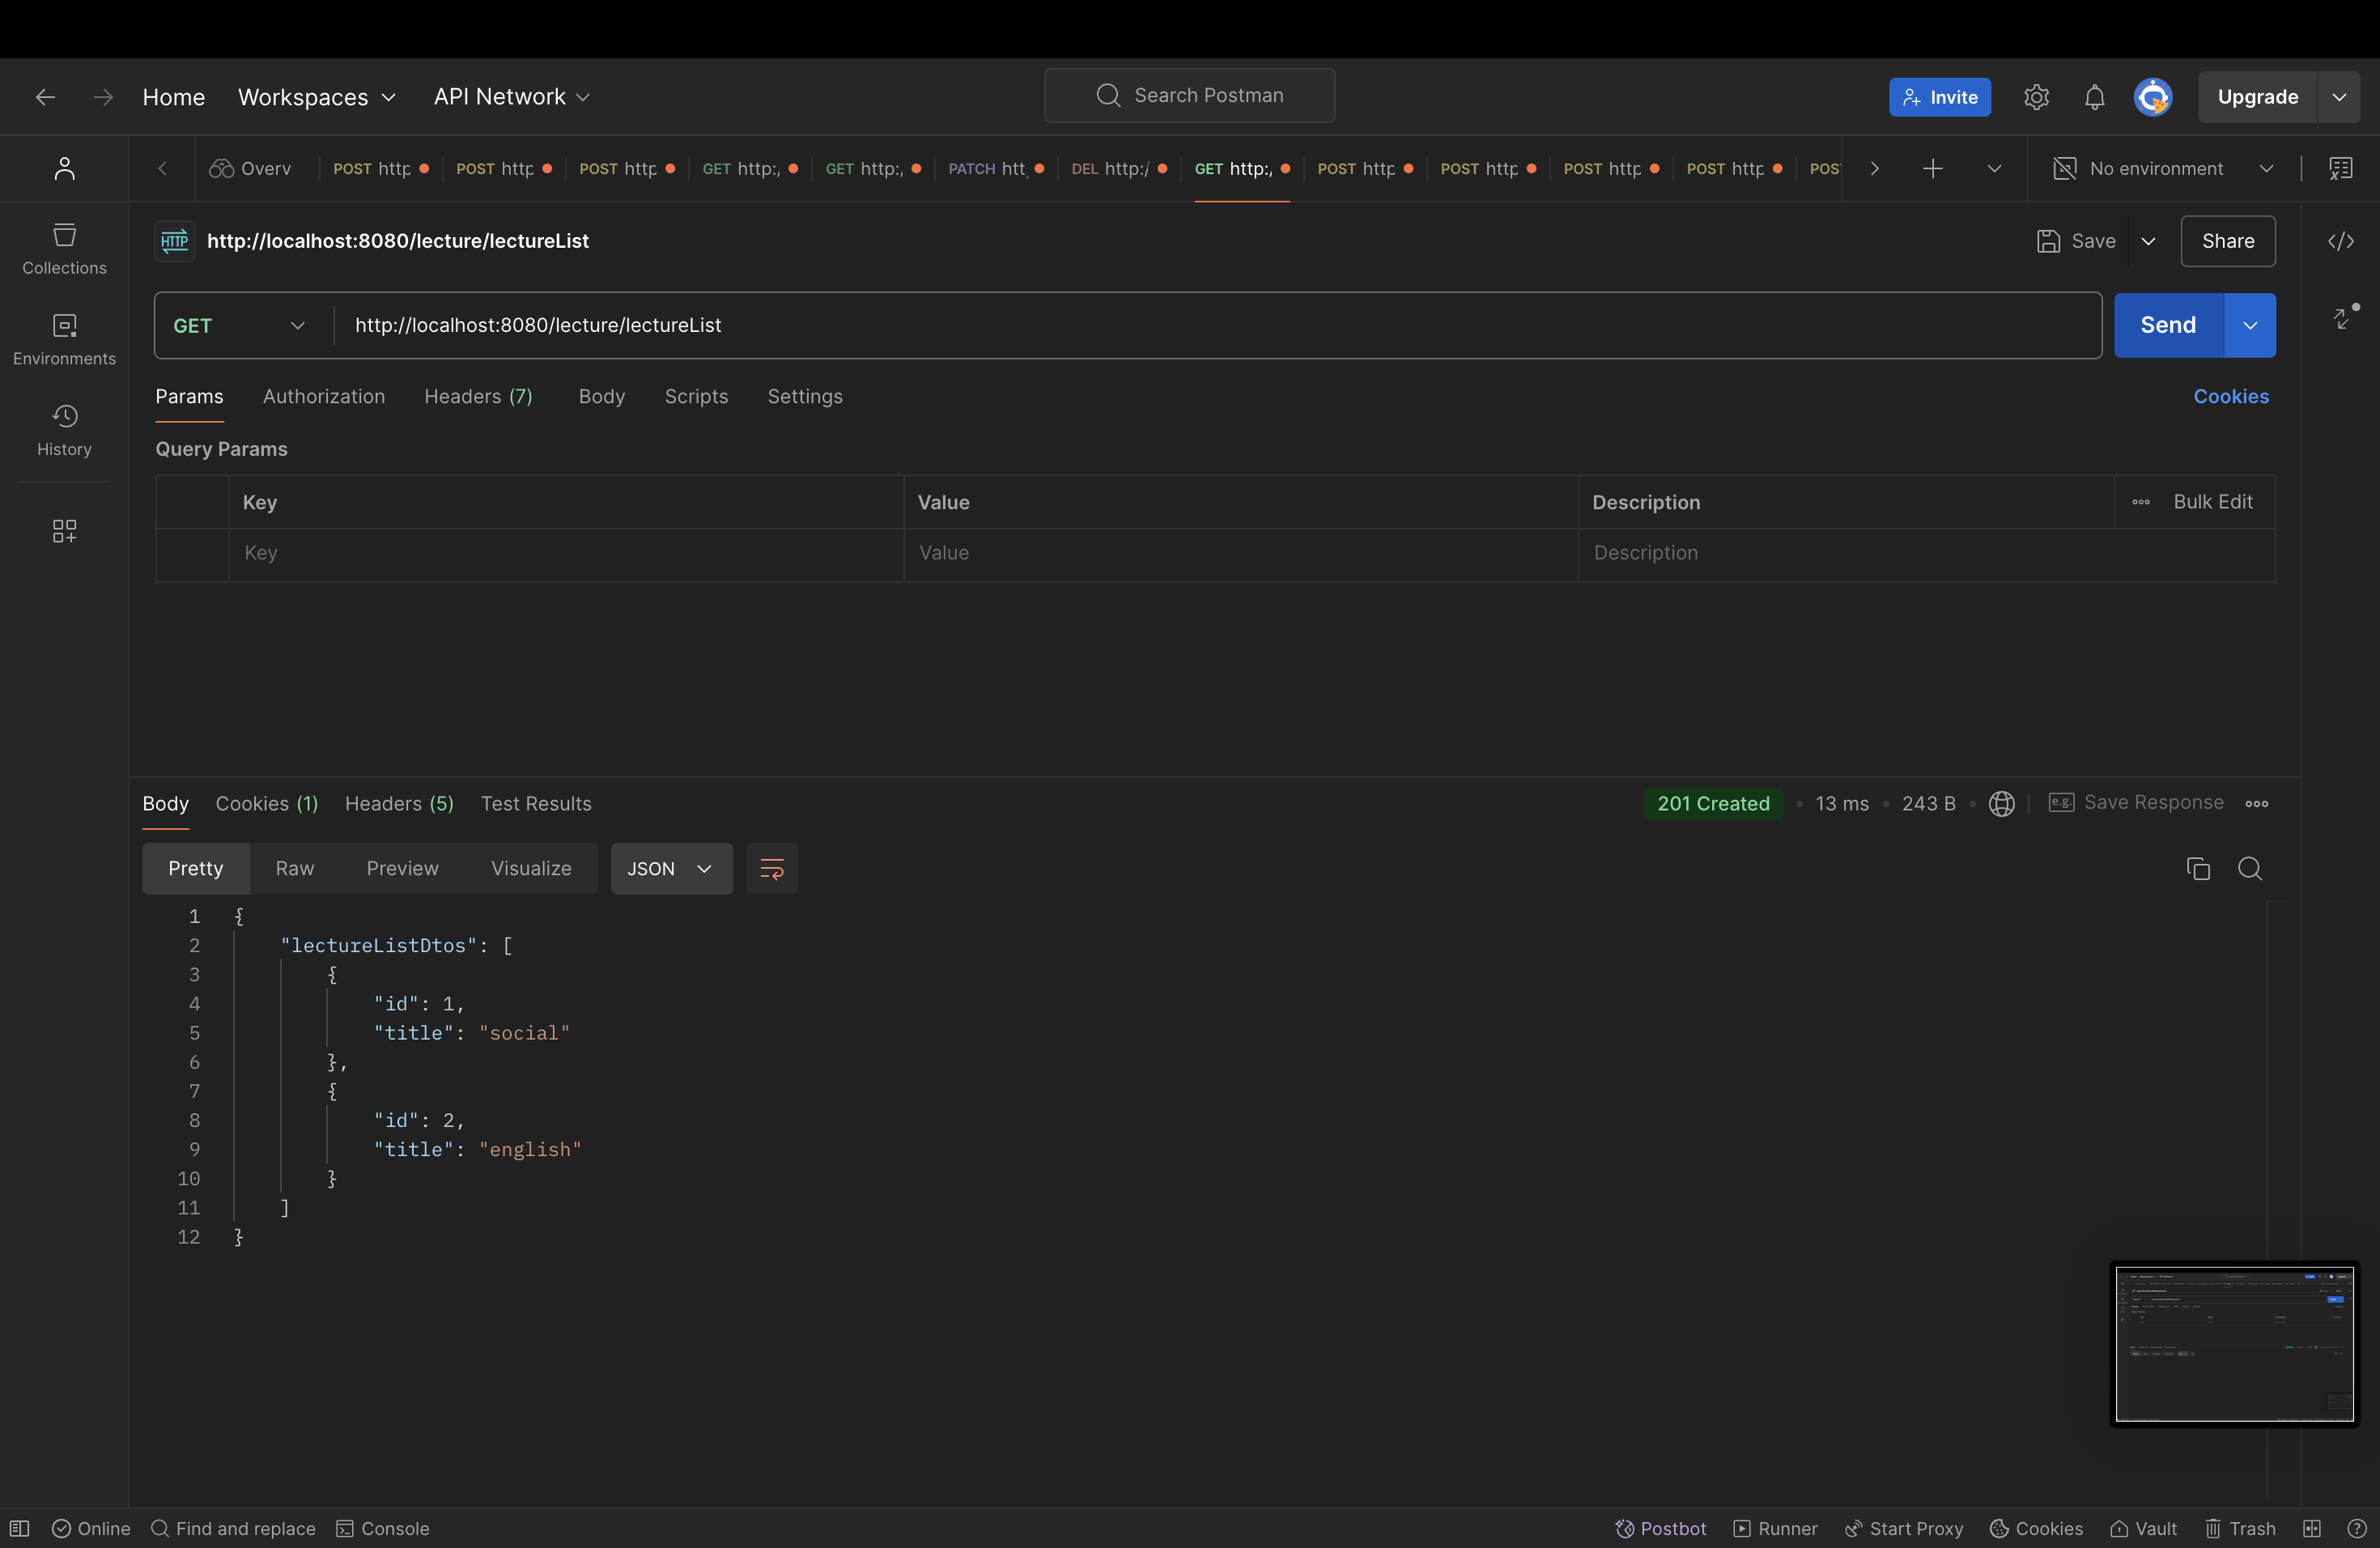 Home Workspaces API Network Search Postman Invite Upgrade
Overv POST http POST http POST http GET http:/ GET http:/ PATCH htt DEL http:/ GET http:/ POST http POST http POST http POST http POS No environment
HTTP http://localhost:8080/lecture/lectureList Save Share
Collections
GET http://localhost:8080/lecture/lectureList Send
Environments
Params Authorization Headers (7) Body Scripts Settings Cookies
History
Query Params
Key Value Description Bulk Edit
Key Value Description
Body Cookies (1) Headers (5) Test Results 201 Created • 13 ms • 243 B • e.g. Save Response
Pretty Raw Preview Visualize JSON
1 {
2 "lectureListDtos": [
3 {
4 "id": 1,
5 "title": "social"
6 },
7 {
8 "id": 2,
9 "title": "english"
10 }
11 ]
12 }
Online Find and replace Console Postbot Runner Start Proxy Cookies Vault Trash